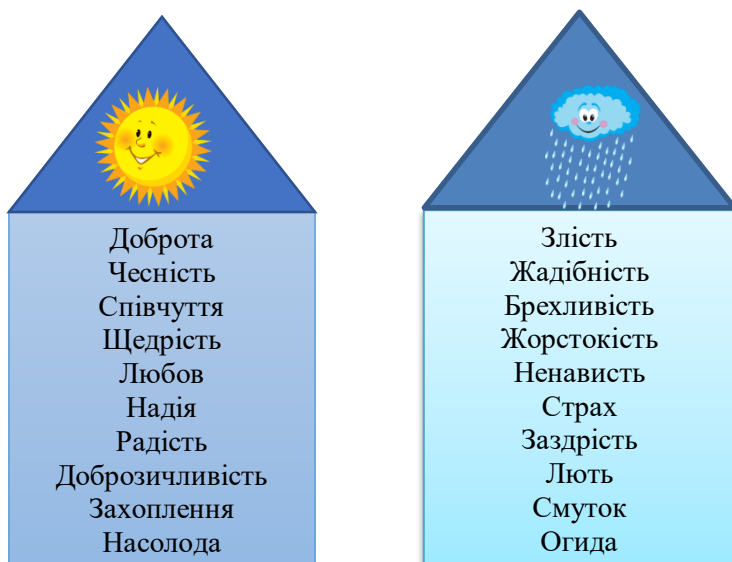 Доброта
Чесність
Співчуття
Щедрість
Любов
Надія
Радість
Доброзичливість
Захоплення
Насолода
Злість
Жадібність
Брехливість
Жорстокість
Ненависть
Страх
Заздрість
Лють
Смуток
Огида